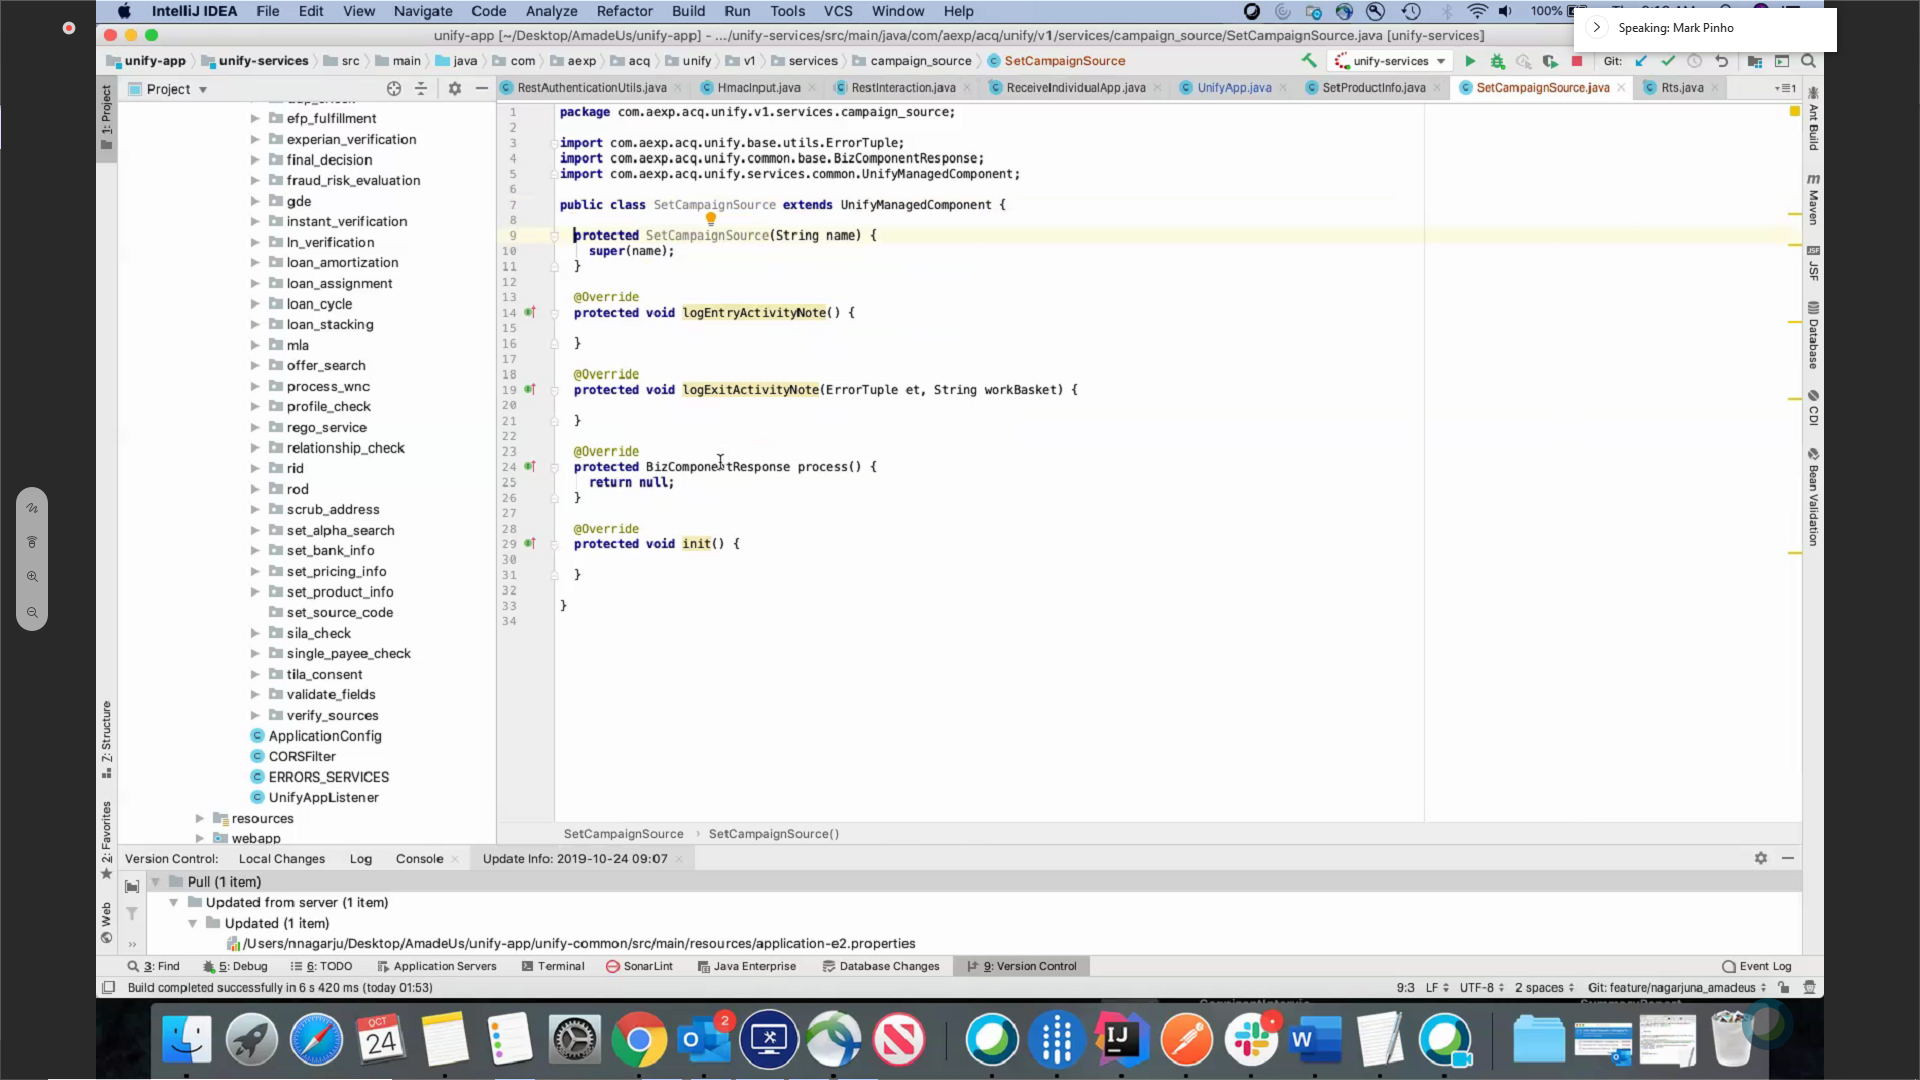 IntelliJ IDEA File Edit View Navigate Code Analyze Refactor Build Run Tools VCS Window Help 100%
Speaking: Mark Pinho
unify-app [~/Desktop/AmadeUs/unify-app] - .../unify-services/src/main/java/com/aexp/acq/unify/v1/services/campaign_source/SetCampaignSource.java [unify-services]
unify-app unify-services src main java com aexp acq unify v1 services campaign_source SetCampaignSource unify-services Git:
1: Project
Project
RestAuthenticationUtils.java HmacInput.java RestInteraction.java ReceiveIndividualApp.java UnifyApp.java SetProductInfo.java SetCampaignSource.java Rts.java
efp_fulfillment
experian_verification
final_decision
fraud_risk_evaluation
gde
instant_verification
ln_verification
loan_amortization
loan_assignment
loan_cycle
loan_stacking
mla
offer_search
process_wnc
profile_check
rego_service
relationship_check
rid
rod
scrub_address
set_alpha_search
set_bank_info
set_pricing_info
set_product_info
set_source_code
sila_check
single_payee_check
tila_consent
validate_fields
verify_sources
ApplicationConfig
CORSFilter
ERRORS_SERVICES
UnifyAppListener
resources
webapp
1 package com.aexp.acq.unify.v1.services.campaign_source;
2
3 import com.aexp.acq.unify.base.utils.ErrorTuple;
4 import com.aexp.acq.unify.common.base.BizComponentResponse;
5 import com.aexp.acq.unify.services.common.UnifyManagedComponent;
6
7 public class SetCampaignSource extends UnifyManagedComponent {
8
9 protected SetCampaignSource(String name) {
10 super(name);
11 }
12
13 @Override
14 protected void logEntryActivityNote() {
15
16 }
17
18 @Override
19 protected void logExitActivityNote(ErrorTuple et, String workBasket) {
20
21 }
22
23 @Override
24 protected BizComponentResponse process() {
25 return null;
26 }
27
28 @Override
29 protected void init() {
30
31 }
32
33 }
34
Ant Build
Maven
JSF
Database
CDI
Bean Validation
SetCampaignSource › SetCampaignSource()
Z: Structure
2: Favorites
Web
Version Control: Local Changes Log Console Update Info: 2019-10-24 09:07
Pull (1 item)
Updated from server (1 item)
Updated (1 item)
/Users/nnagarju/Desktop/AmadeUs/unify-app/unify-common/src/main/resources/application-e2.properties
3: Find 5: Debug 6: TODO Application Servers Terminal SonarLint Java Enterprise Database Changes 9: Version Control Event Log
Build completed successfully in 6 s 420 ms (today 01:53) 9:3 LF UTF-8 2 spaces Git: feature/nagarjuna_amadeus
OCT
24
2
IJ
W